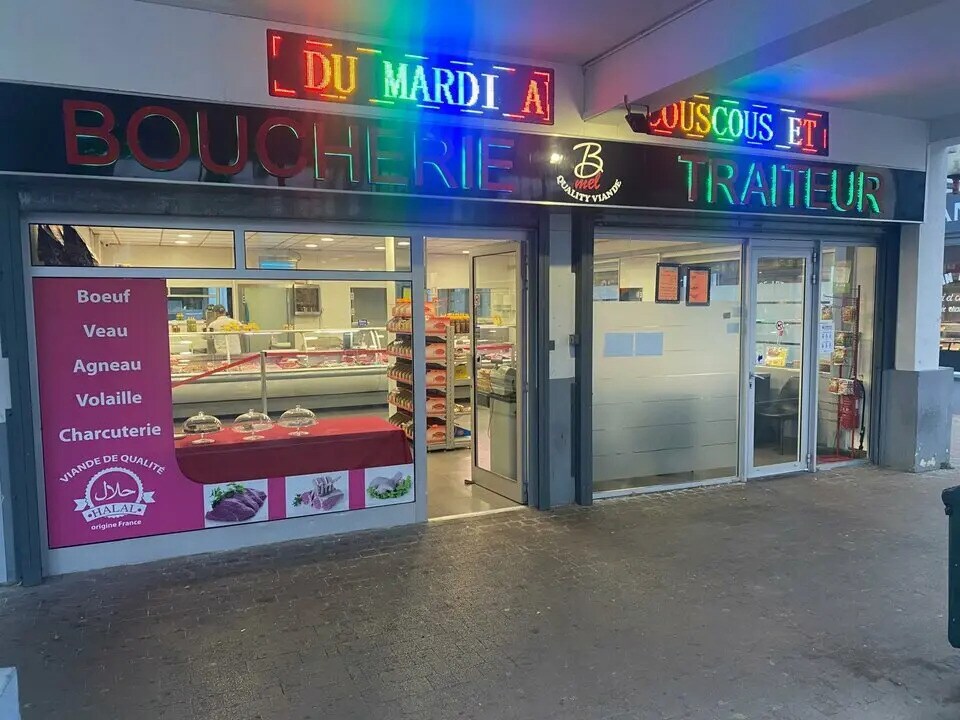 DU MARDI A
COUSCOUS ET
BOUCHERIE
B
mel
QUALITY VIANDE
TRAITEUR
Boeuf
Veau
Agneau
Volaille
Charcuterie
VIANDE DE QUALITÉ
حلال
HALAL
origine France